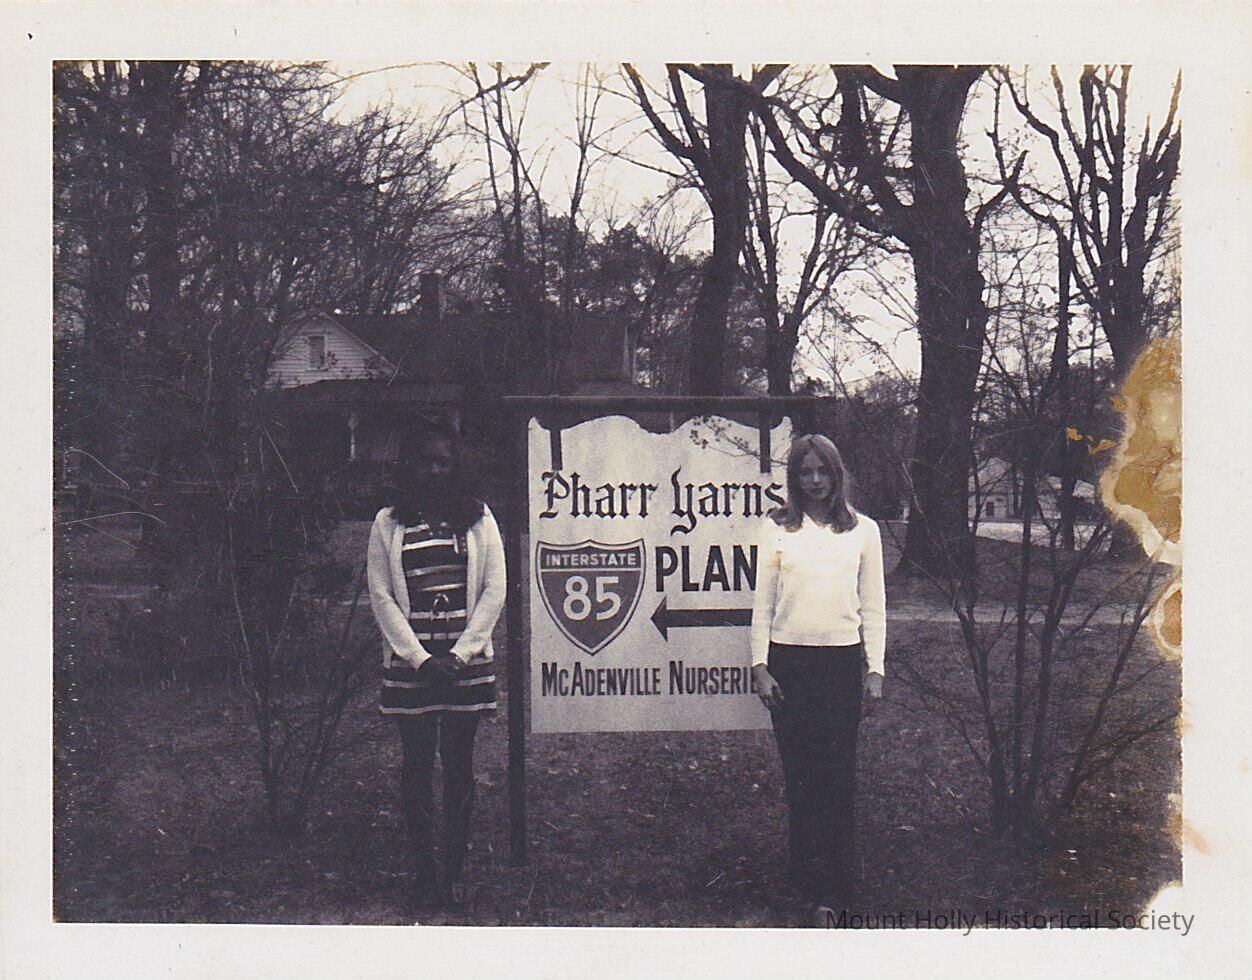 Pharr Yarns
INTERSTATE
85
PLAN
McADENVILLE NURSERIE
Mount Holly Historical Society